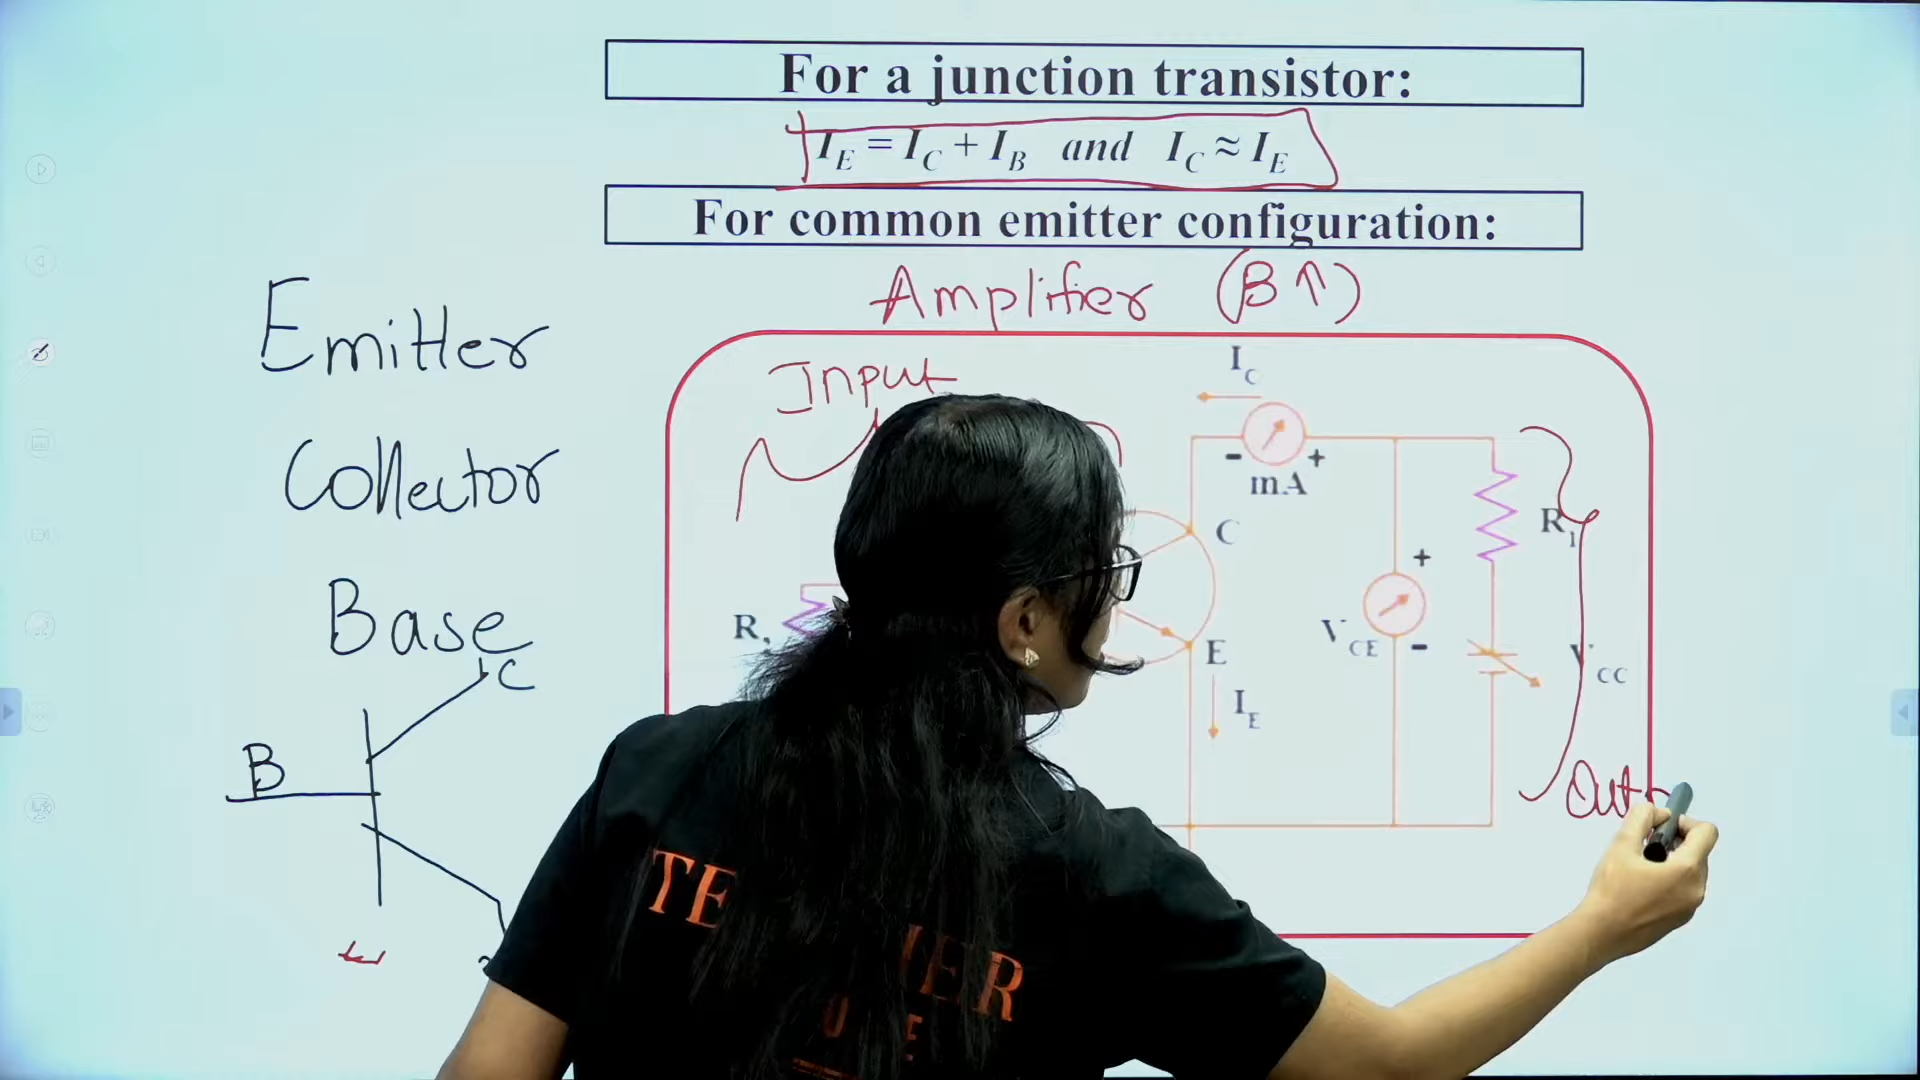 For a junction transistor:
I_E = I_C + I_B and I_C ≈ I_E
For common emitter configuration:
Amplifier (β↑)
Emitter
Collector
Base
C
B
Input
I_C
- +
mA
C
R_1
+
V_CE
-
E
I_E
V_CC
R
Out